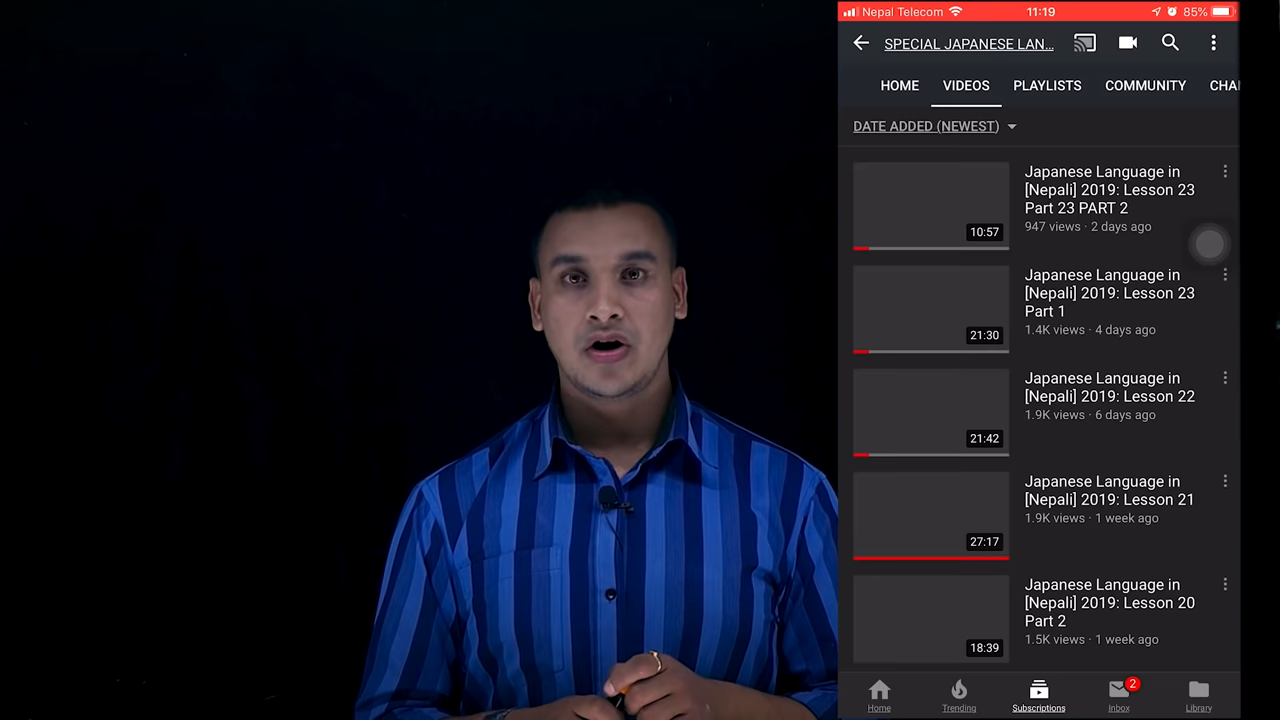 Nepal Telecom 11:19 85%
SPECIAL JAPANESE LAN...
HOME VIDEOS PLAYLISTS COMMUNITY CHA
DATE ADDED (NEWEST)
Japanese Language in
[Nepali] 2019: Lesson 23
Part 23 PART 2
947 views · 2 days ago
10:57
Japanese Language in
[Nepali] 2019: Lesson 23
Part 1
1.4K views · 4 days ago
21:30
Japanese Language in
[Nepali] 2019: Lesson 22
1.9K views · 6 days ago
21:42
Japanese Language in
[Nepali] 2019: Lesson 21
1.9K views · 1 week ago
27:17
Japanese Language in
[Nepali] 2019: Lesson 20
Part 2
1.5K views · 1 week ago
18:39
2
Home Trending Subscriptions Inbox Library